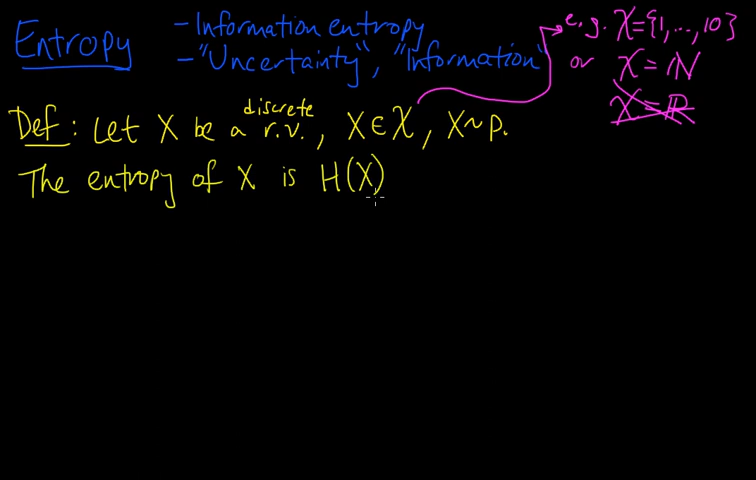 Entropy
- Information entropy
- "Uncertainty", "Information"
e.g. 𝒳={1,...,10}
or 𝒳=ℕ
𝒳=ℝ
Def: Let X be a discrete r.v., X∈𝒳, X~p.
The entropy of X is H(X)